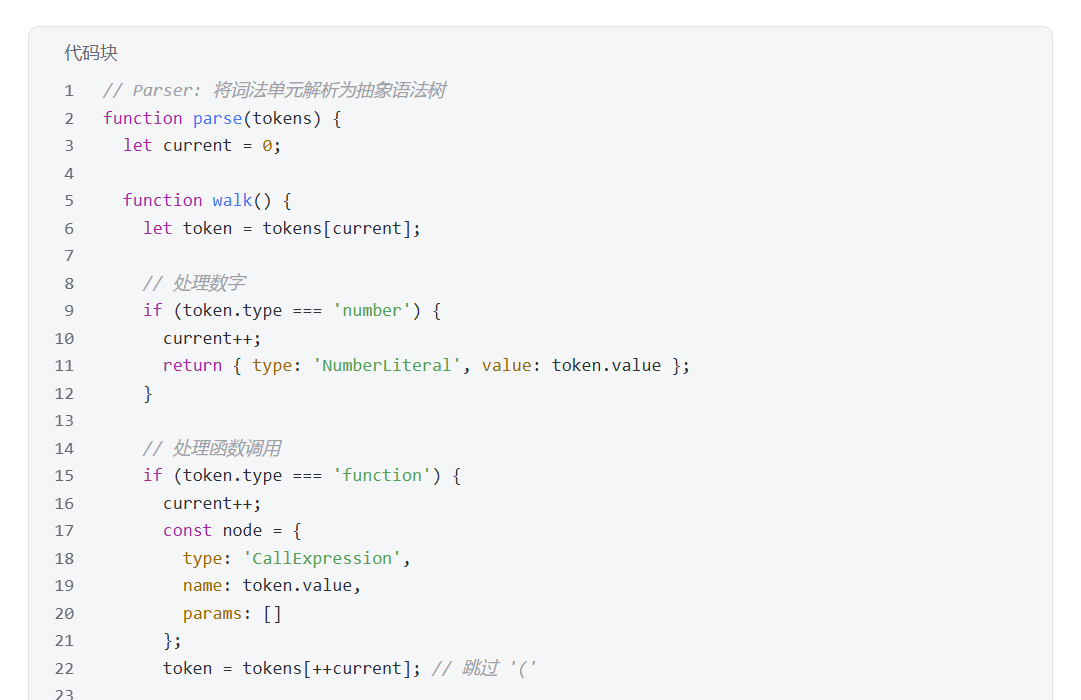 代码块
1 // Parser: 将词法单元解析为抽象语法树
2 function parse(tokens) {
3   let current = 0;
4
5   function walk() {
6     let token = tokens[current];
7
8     // 处理数字
9     if (token.type === 'number') {
10       current++;
11       return { type: 'NumberLiteral', value: token.value };
12     }
13
14     // 处理函数调用
15     if (token.type === 'function') {
16       current++;
17       const node = {
18         type: 'CallExpression',
19         name: token.value,
20         params: []
21       };
22       token = tokens[++current]; // 跳过 '('
23